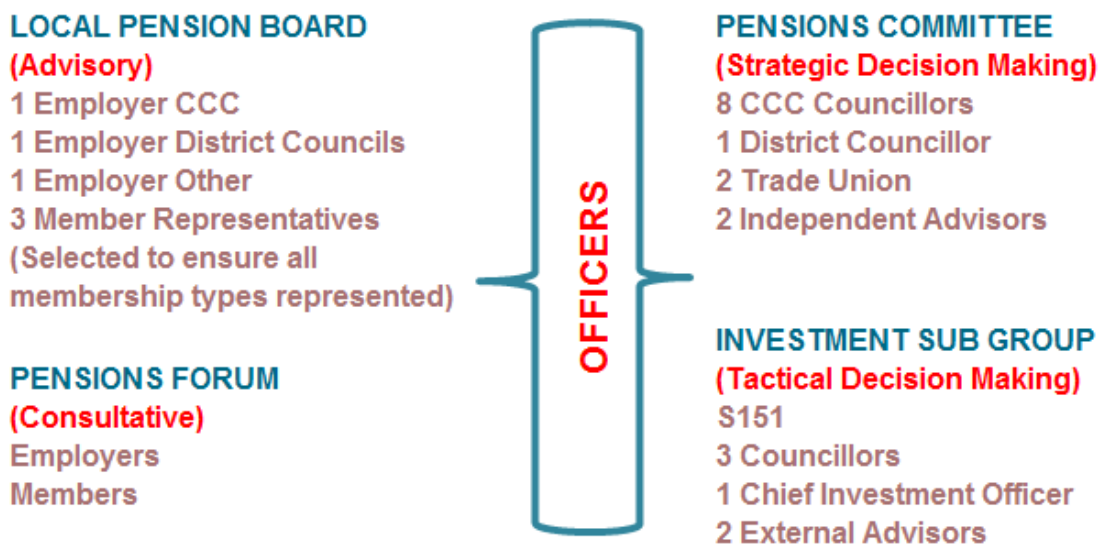 LOCAL PENSION BOARD
(Advisory)
1 Employer CCC
1 Employer District Councils
1 Employer Other
3 Member Representatives
(Selected to ensure all
membership types represented)
PENSIONS FORUM
(Consultative)
Employers
Members
OFFICERS
PENSIONS COMMITTEE
(Strategic Decision Making)
8 CCC Councillors
1 District Councillor
2 Trade Union
2 Independent Advisors
INVESTMENT SUB GROUP
(Tactical Decision Making)
S151
3 Councillors
1 Chief Investment Officer
2 External Advisors